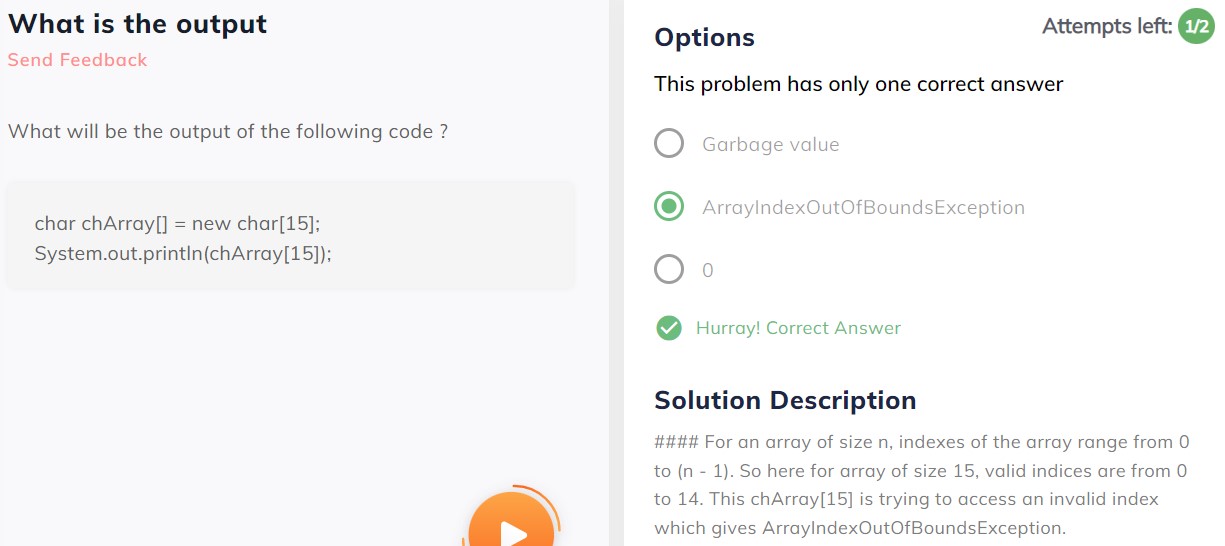 What is the output
Send Feedback
What will be the output of the following code ?
char chArray[] = new char[15];
System.out.println(chArray[15]);
Attempts left: 1/2
Options
This problem has only one correct answer
Garbage value
ArrayIndexOutOfBoundsException
0
Hurray! Correct Answer
Solution Description
#### For an array of size n, indexes of the array range from 0
to (n - 1). So here for array of size 15, valid indices are from 0
to 14. This chArray[15] is trying to access an invalid index
which gives ArrayIndexOutOfBoundsException.